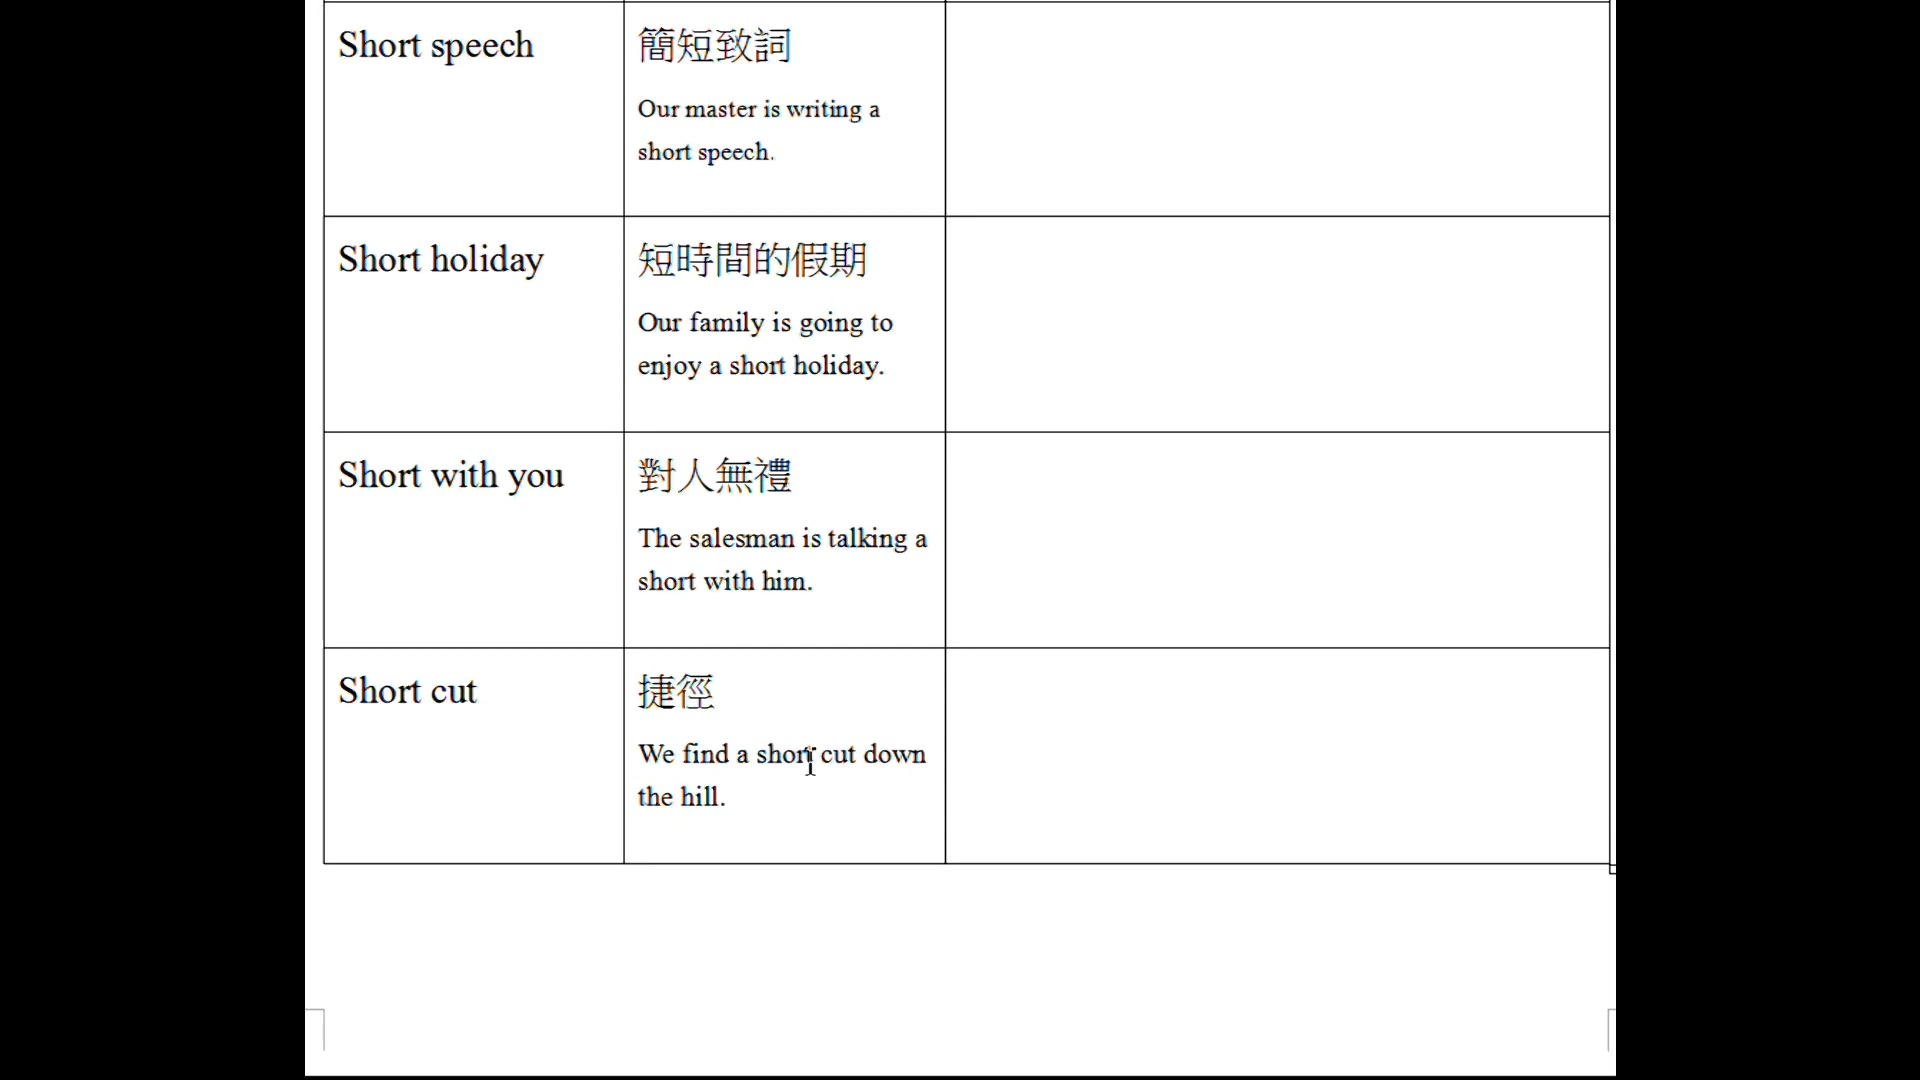 Short speech
簡短致詞
Our master is writing a
short speech.
Short holiday
短時間的假期
Our family is going to
enjoy a short holiday.
Short with you
對人無禮
The salesman is talking a
short with him.
Short cut
捷徑
We find a short cut down
the hill.